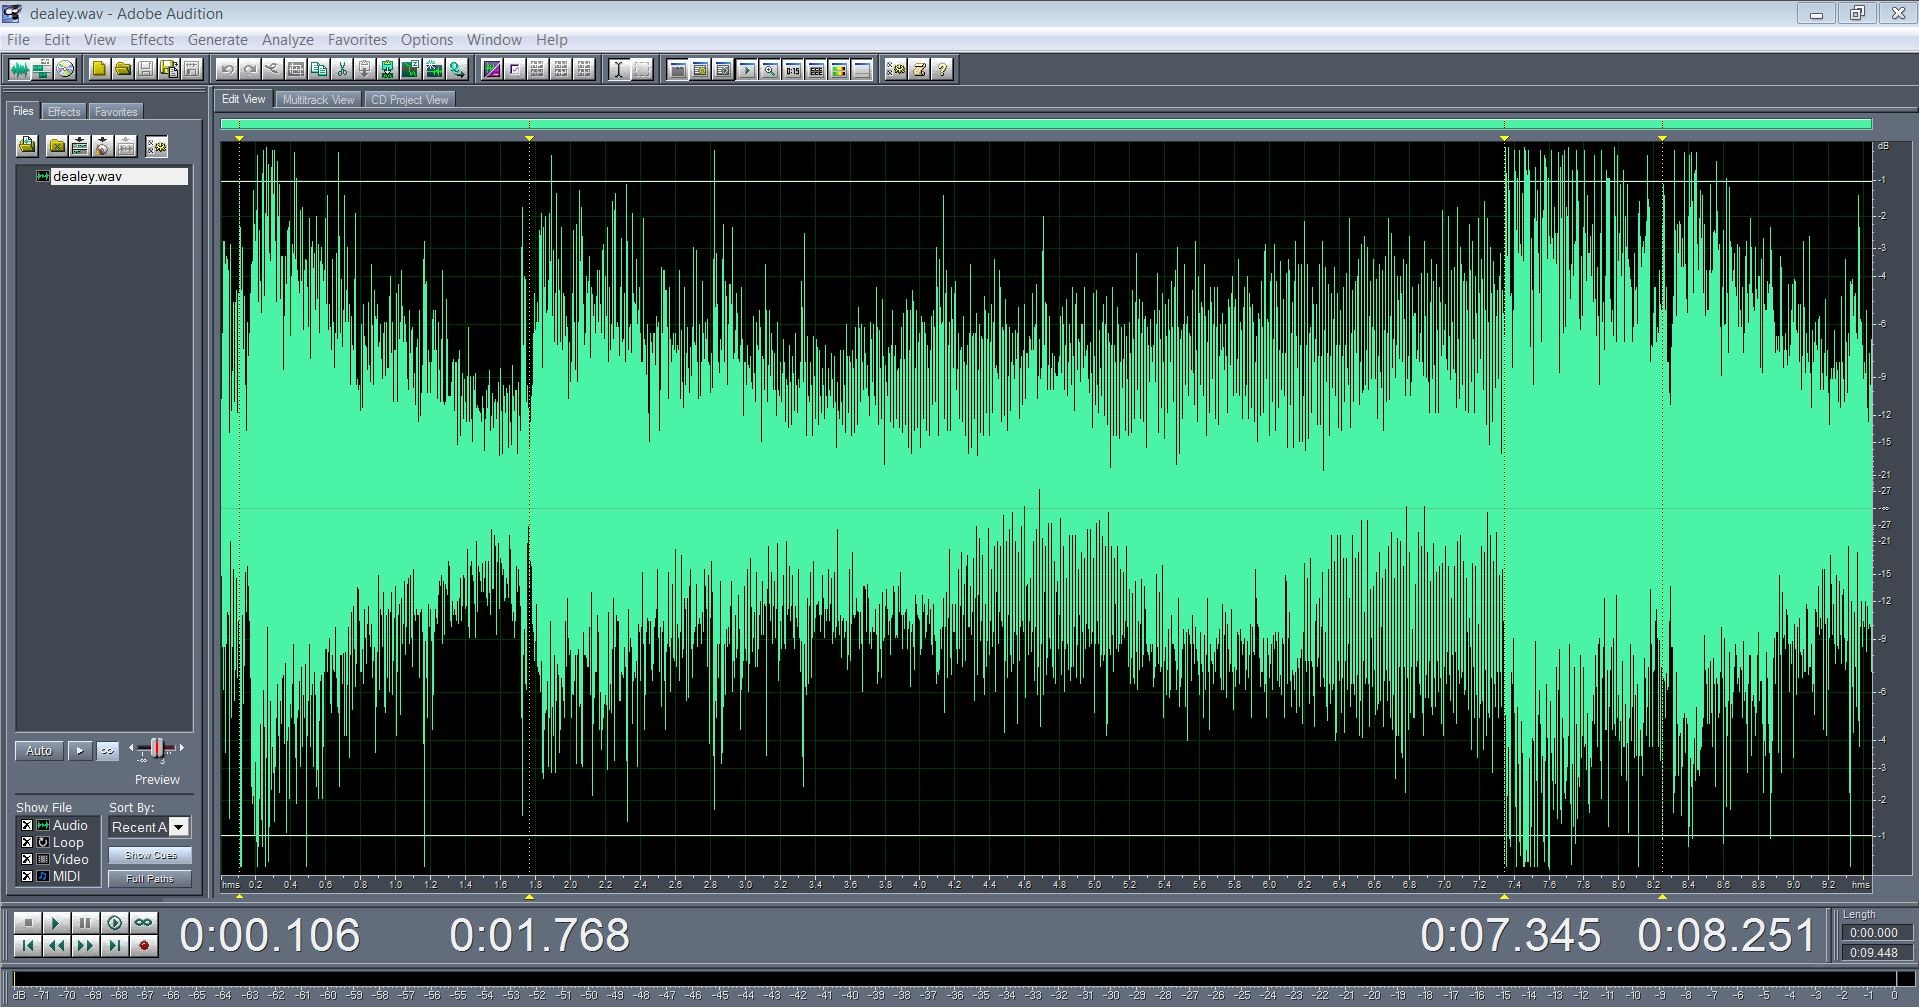 dealey.wav - Adobe Audition
File Edit View Effects Generate Analyze Favorites Options Window Help
Files Effects Favorites
Edit View Multitrack View CD Project View
dealey.wav
dB
-1
-2
-3
-4
-6
-9
-12
-15
-21
-27
-∞
-27
-21
-15
-12
-9
-6
-4
-3
-2
-1
Auto
Preview
Show File Sort By:
Audio Recent A
Loop
Video Show Cues
MIDI Full Paths
hms 0.2 0.4 0.6 0.8 1.0 1.2 1.4 1.6 1.8 2.0 2.2 2.4 2.6 2.8 3.0 3.2 3.4 3.6 3.8 4.0 4.2 4.4 4.6 4.8 5.0 5.2 5.4 5.6 5.8 6.0 6.2 6.4 6.6 6.8 7.0 7.2 7.4 7.6 7.8 8.0 8.2 8.4 8.6 8.8 9.0 9.2 hms
0:00.106 0:01.768 0:07.345 0:08.251
Length
0:00.000
0:09.448
dB -71 -70 -69 -68 -67 -66 -65 -64 -63 -62 -61 -60 -59 -58 -57 -56 -55 -54 -53 -52 -51 -50 -49 -48 -47 -46 -45 -44 -43 -42 -41 -40 -39 -38 -37 -36 -35 -34 -33 -32 -31 -30 -29 -28 -27 -26 -25 -24 -23 -22 -21 -20 -19 -18 -17 -16 -15 -14 -13 -12 -11 -10 -9 -8 -7 -6 -5 -4 -3 -2 -1 0